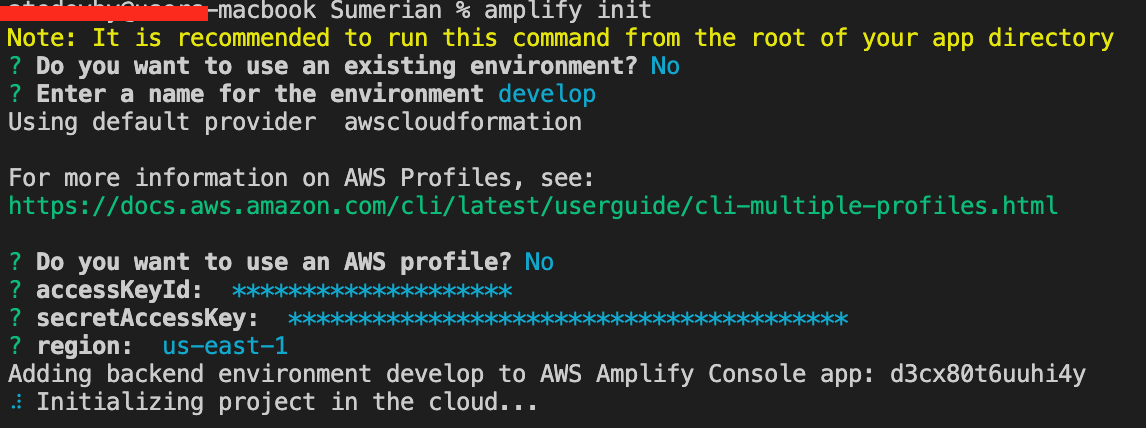 -macbook Sumerian % amplify init
Note: It is recommended to run this command from the root of your app directory
? Do you want to use an existing environment? No
? Enter a name for the environment develop
Using default provider  awscloudformation
For more information on AWS Profiles, see:
https://docs.aws.amazon.com/cli/latest/userguide/cli-multiple-profiles.html
? Do you want to use an AWS profile? No
? accessKeyId:  ********************
? secretAccessKey:  ****************************************
? region:  us-east-1
Adding backend environment develop to AWS Amplify Console app: d3cx80t6uuhi4y
⠼ Initializing project in the cloud...